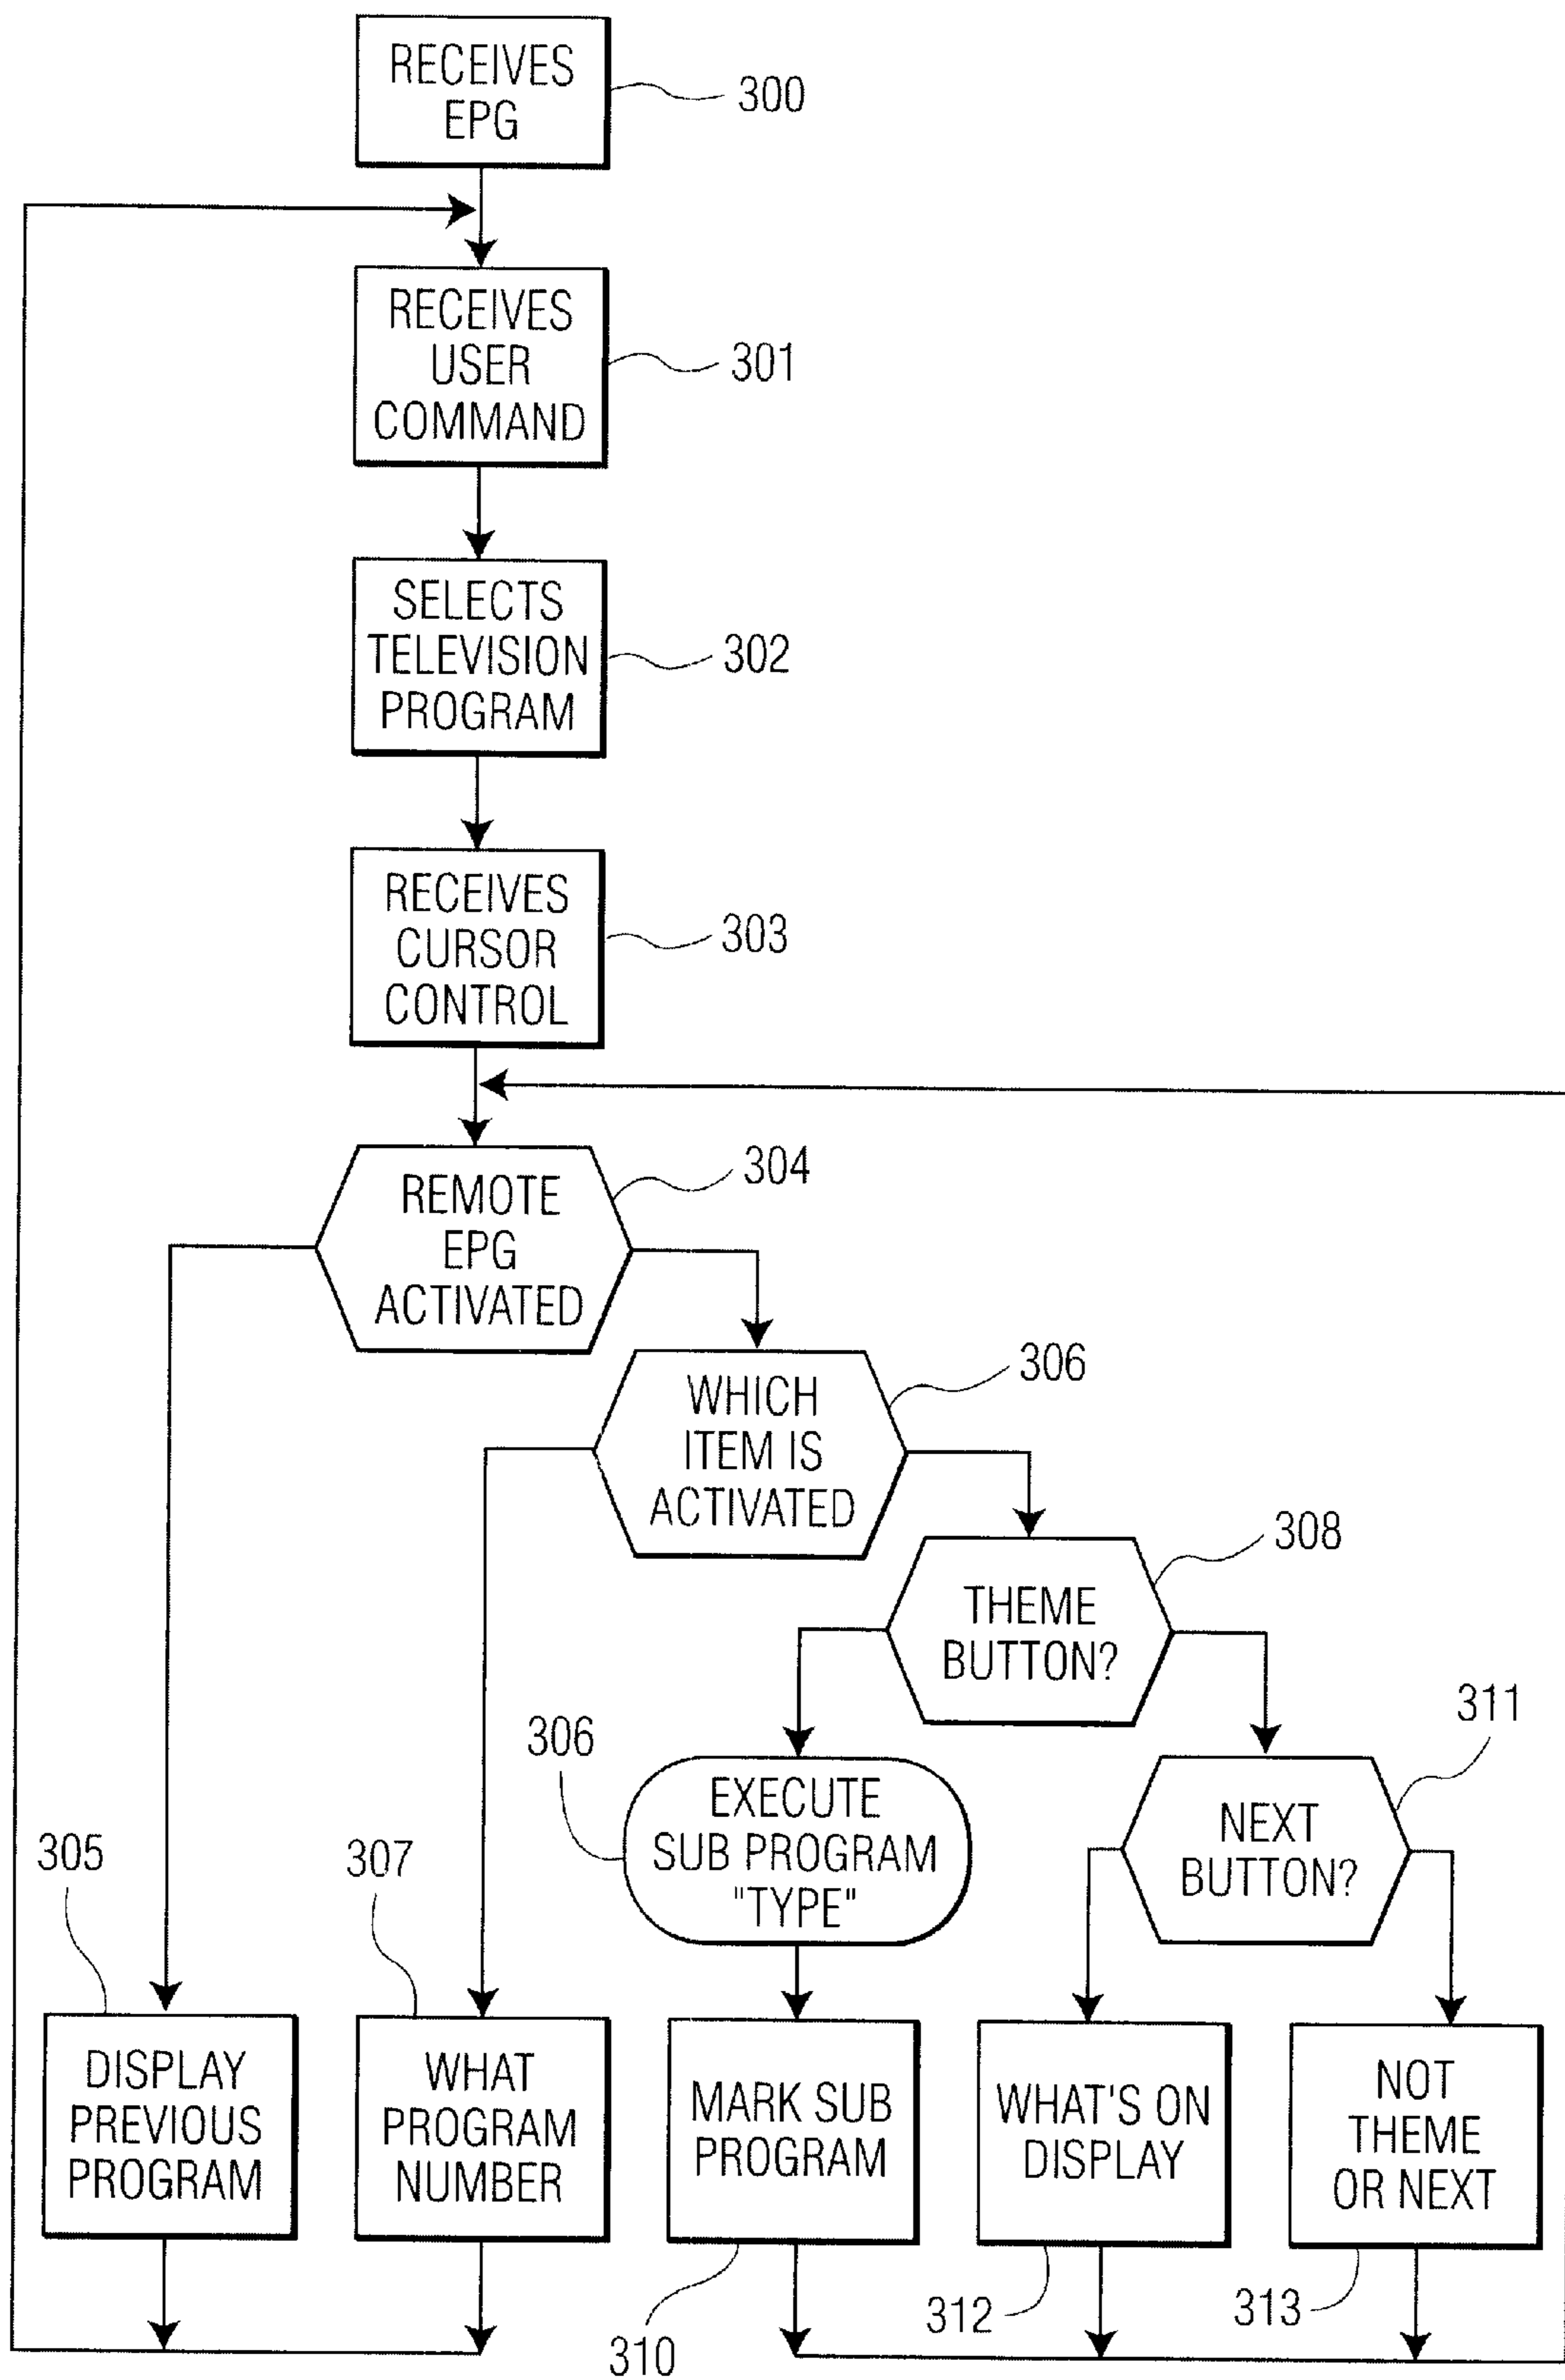 RECEIVES
EPG
300
RECEIVES
USER
COMMAND
301
SELECTS
TELEVISION
PROGRAM
302
RECEIVES
CURSOR
CONTROL
303
REMOTE
EPG
ACTIVATED
304
WHICH
ITEM IS
ACTIVATED
306
THEME
BUTTON?
308
306
EXECUTE
SUB PROGRAM
"TYPE"
NEXT
BUTTON?
311
305
DISPLAY
PREVIOUS
PROGRAM
307
WHAT
PROGRAM
NUMBER
MARK SUB
PROGRAM
310
WHAT'S ON
DISPLAY
312
NOT
THEME
OR NEXT
313